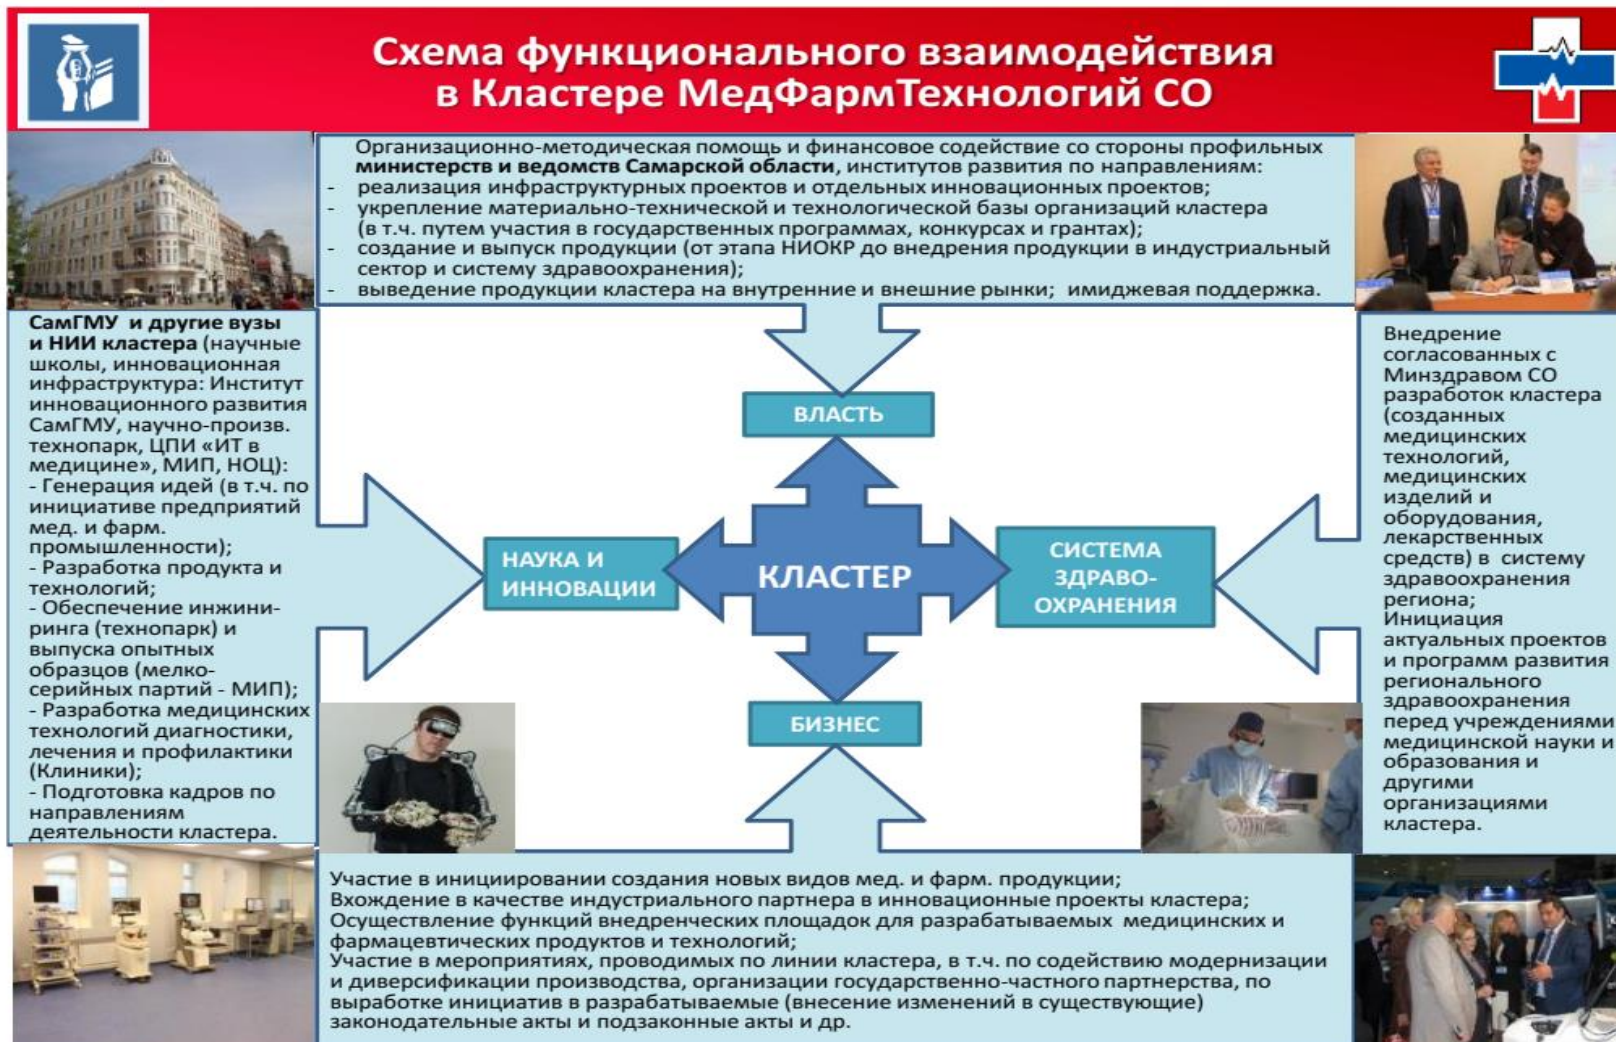 Схема функционального взаимодействия
в Кластере МедФармТехнологий СО
Организационно-методическая помощь и финансовое содействие со стороны профильных
министерств и ведомств Самарской области, институтов развития по направлениям:
- реализация инфраструктурных проектов и отдельных инновационных проектов;
- укрепление материально-технической и технологической базы организаций кластера
(в т.ч. путем участия в государственных программах, конкурсах и грантах);
- создание и выпуск продукции (от этапа НИОКР до внедрения продукции в индустриальный
сектор и систему здравоохранения);
- выведение продукции кластера на внутренние и внешние рынки; имиджевая поддержка.
СамГМУ и другие вузы
и НИИ кластера (научные
школы, инновационная
инфраструктура: Институт
инновационного развития
СамГМУ, научно-произв.
технопарк, ЦПИ «ИТ в
медицине», МИП, НОЦ):
- Генерация идей (в т.ч. по
инициативе предприятий
мед. и фарм.
промышленности);
- Разработка продукта и
технологий;
- Обеспечение инжини-
ринга (технопарк) и
выпуска опытных
образцов (мелко-
серийных партий - МИП);
- Разработка медицинских
технологий диагностики,
лечения и профилактики
(Клиники);
- Подготовка кадров по
направлениям
деятельности кластера.
ВЛАСТЬ
НАУКА И
ИННОВАЦИИ
КЛАСТЕР
СИСТЕМА
ЗДРАВО-
ОХРАНЕНИЯ
БИЗНЕС
Внедрение
согласованных с
Минздравом СО
разработок кластера
(созданных
медицинских
технологий,
медицинских
изделий и
оборудования,
лекарственных
средств) в систему
здравоохранения
региона;
Инициация
актуальных проектов
и программ развития
регионального
здравоохранения
перед учреждениями
медицинской науки и
образования и
другими
организациями
кластера.
Участие в инициировании создания новых видов мед. и фарм. продукции;
Вхождение в качестве индустриального партнера в инновационные проекты кластера;
Осуществление функций внедренческих площадок для разрабатываемых медицинских и
фармацевтических продуктов и технологий;
Участие в мероприятиях, проводимых по линии кластера, в т.ч. по содействию модернизации
и диверсификации производства, организации государственно-частного партнерства, по
выработке инициатив в разрабатываемые (внесение изменений в существующие)
законодательные акты и подзаконные акты и др.